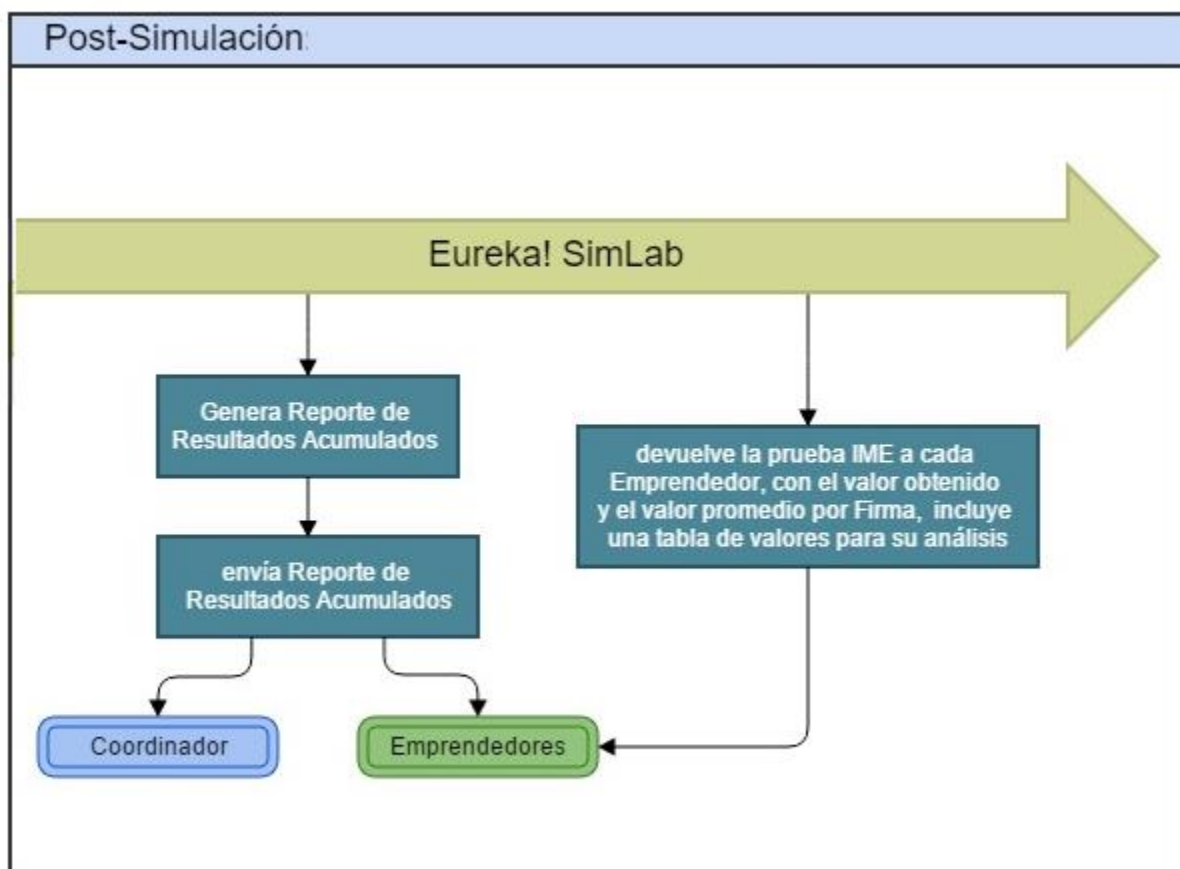 Post-Simulación:
Eureka! SimLab
Genera Reporte de
Resultados Acumulados
envía Reporte de
Resultados Acumulados
devuelve la prueba IME a cada
Emprendedor, con el valor obtenido
y el valor promedio por Firma, incluye
una tabla de valores para su análisis
Coordinador
Emprendedores